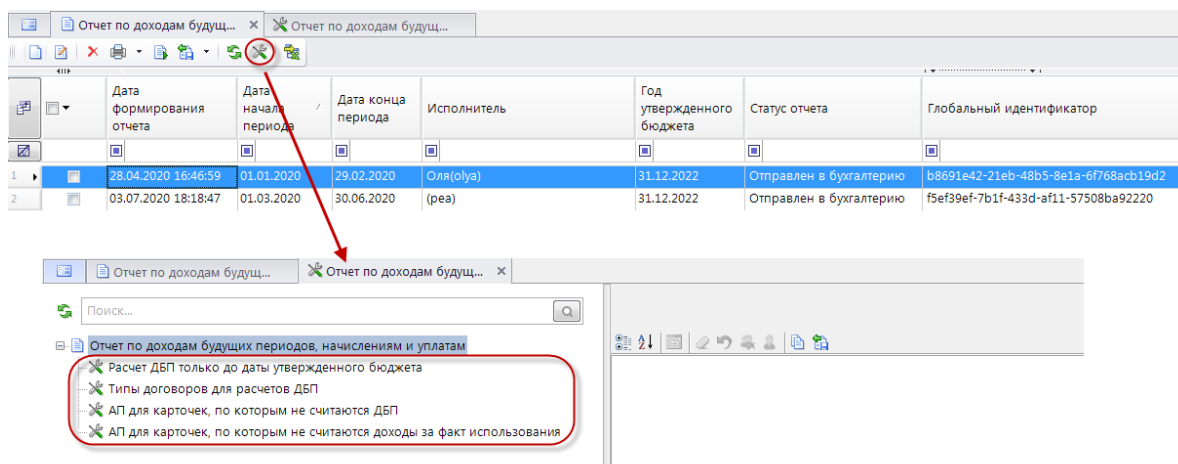 Отчет по доходам будущ... Отчет по доходам будущ...
Дата формирования отчета Дата начала периода Дата конца периода Исполнитель Год утвержденного бюджета Статус отчета Глобальный идентификатор
1 28.04.2020 16:46:59 01.01.2020 29.02.2020 Оля(olya) 31.12.2022 Отправлен в бухгалтерию b8691e42-21eb-48b5-8e1a-6f768acb19d2
2 03.07.2020 18:18:47 01.03.2020 30.06.2020 (pea) 31.12.2022 Отправлен в бухгалтерию f5ef39ef-7b1f-433d-af11-57508ba92220
Отчет по доходам будущ... Отчет по доходам будущ...
Поиск...
Отчет по доходам будущих периодов, начислениям и уплатам
Расчет ДБП только до даты утвержденного бюджета
Типы договоров для расчетов ДБП
АП для карточек, по которым не считаются ДБП
АП для карточек, по которым не считаются доходы за факт использования